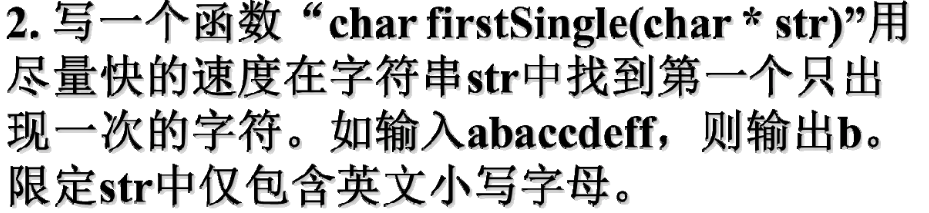 2. 写一个函数“char firstSingle(char * str)”用
尽量快的速度在字符串str中找到第一个只出
现一次的字符。如输入abaccdeff，则输出b。
限定str中仅包含英文小写字母。